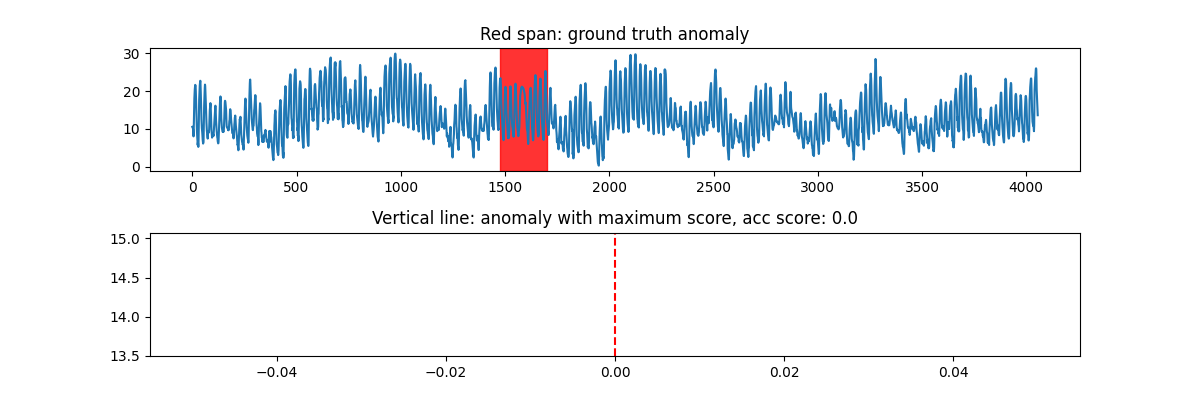 Red span: ground truth anomaly
30
20
10
0
0 500 1000 1500 2000 2500 3000 3500 4000
Vertical line: anomaly with maximum score, acc score: 0.0
15.0
14.5
14.0
13.5
−0.04 −0.02 0.00 0.02 0.04